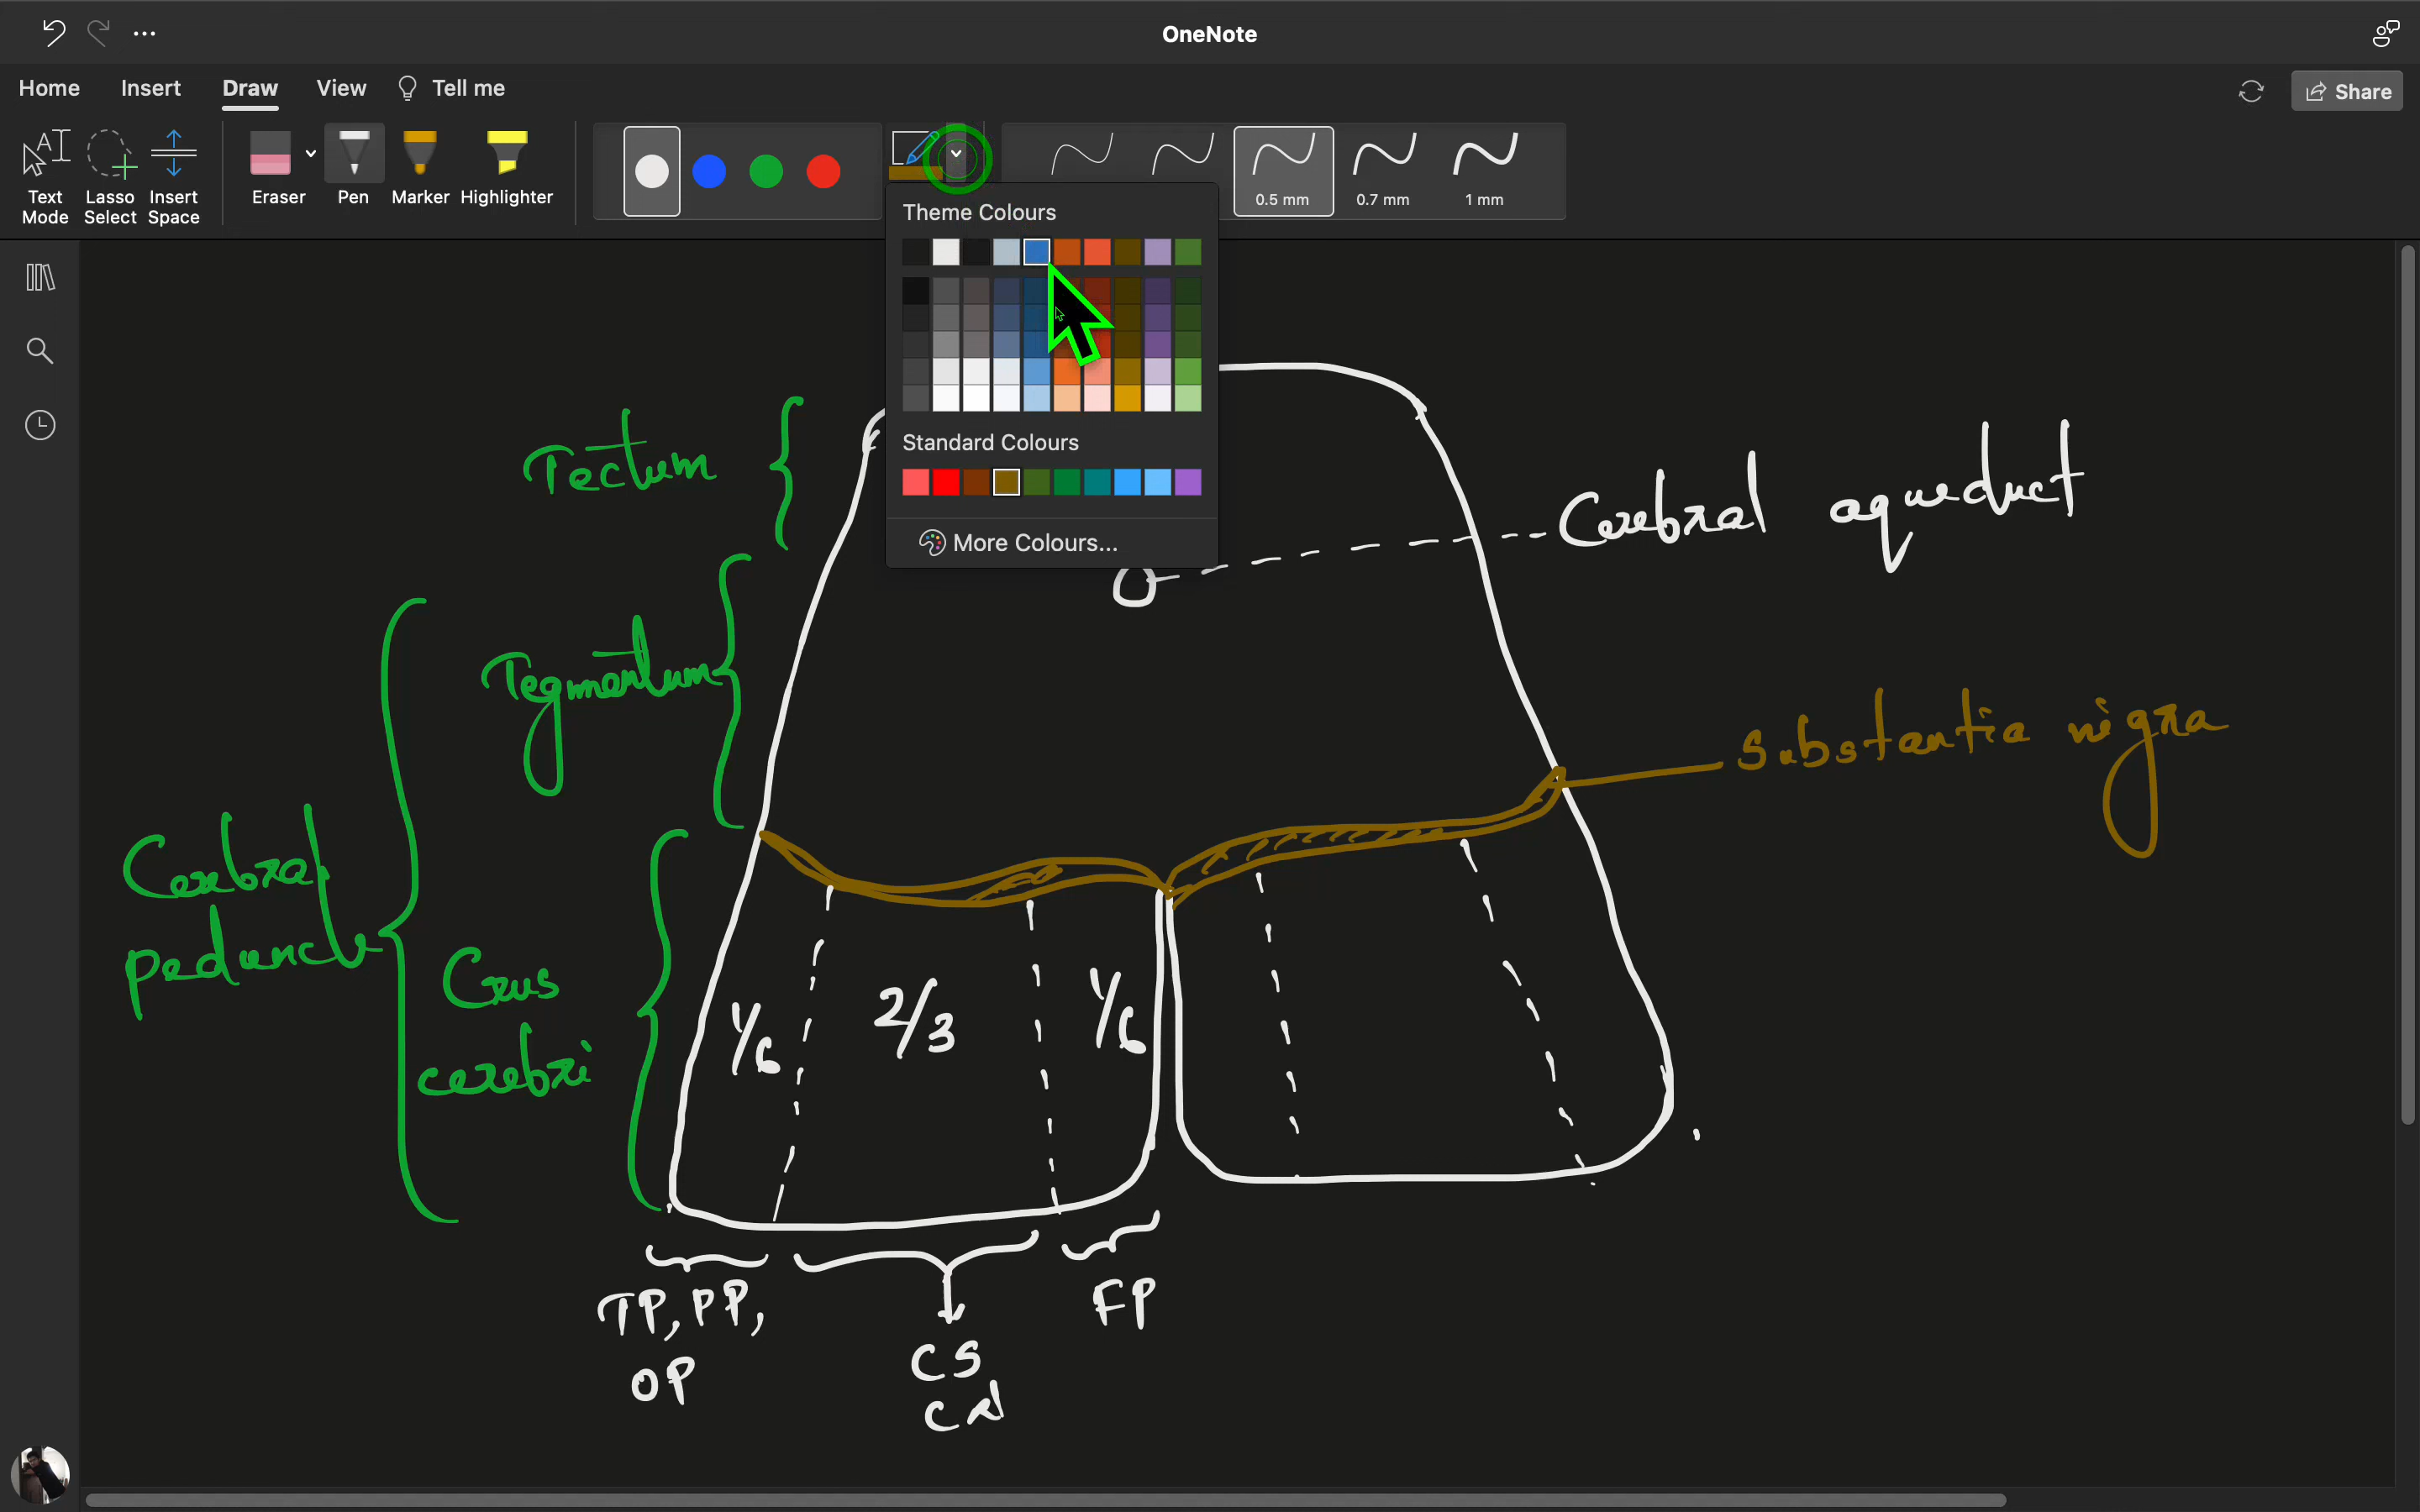 OneNote
Home Insert Draw View Tell me
Share
Text Mode
Lasso Select
Insert Space
Eraser
Pen
Marker
Highlighter
0.5 mm
0.7 mm
1 mm
Theme Colours
Standard Colours
More Colours...
Tectum
Cerebral aqueduct
Tegmentum
Substantia nigra
Cerebral
peduncle
Crus
cerebri
1/6 2/3 1/6
TP, PP,
OP
CS
FP